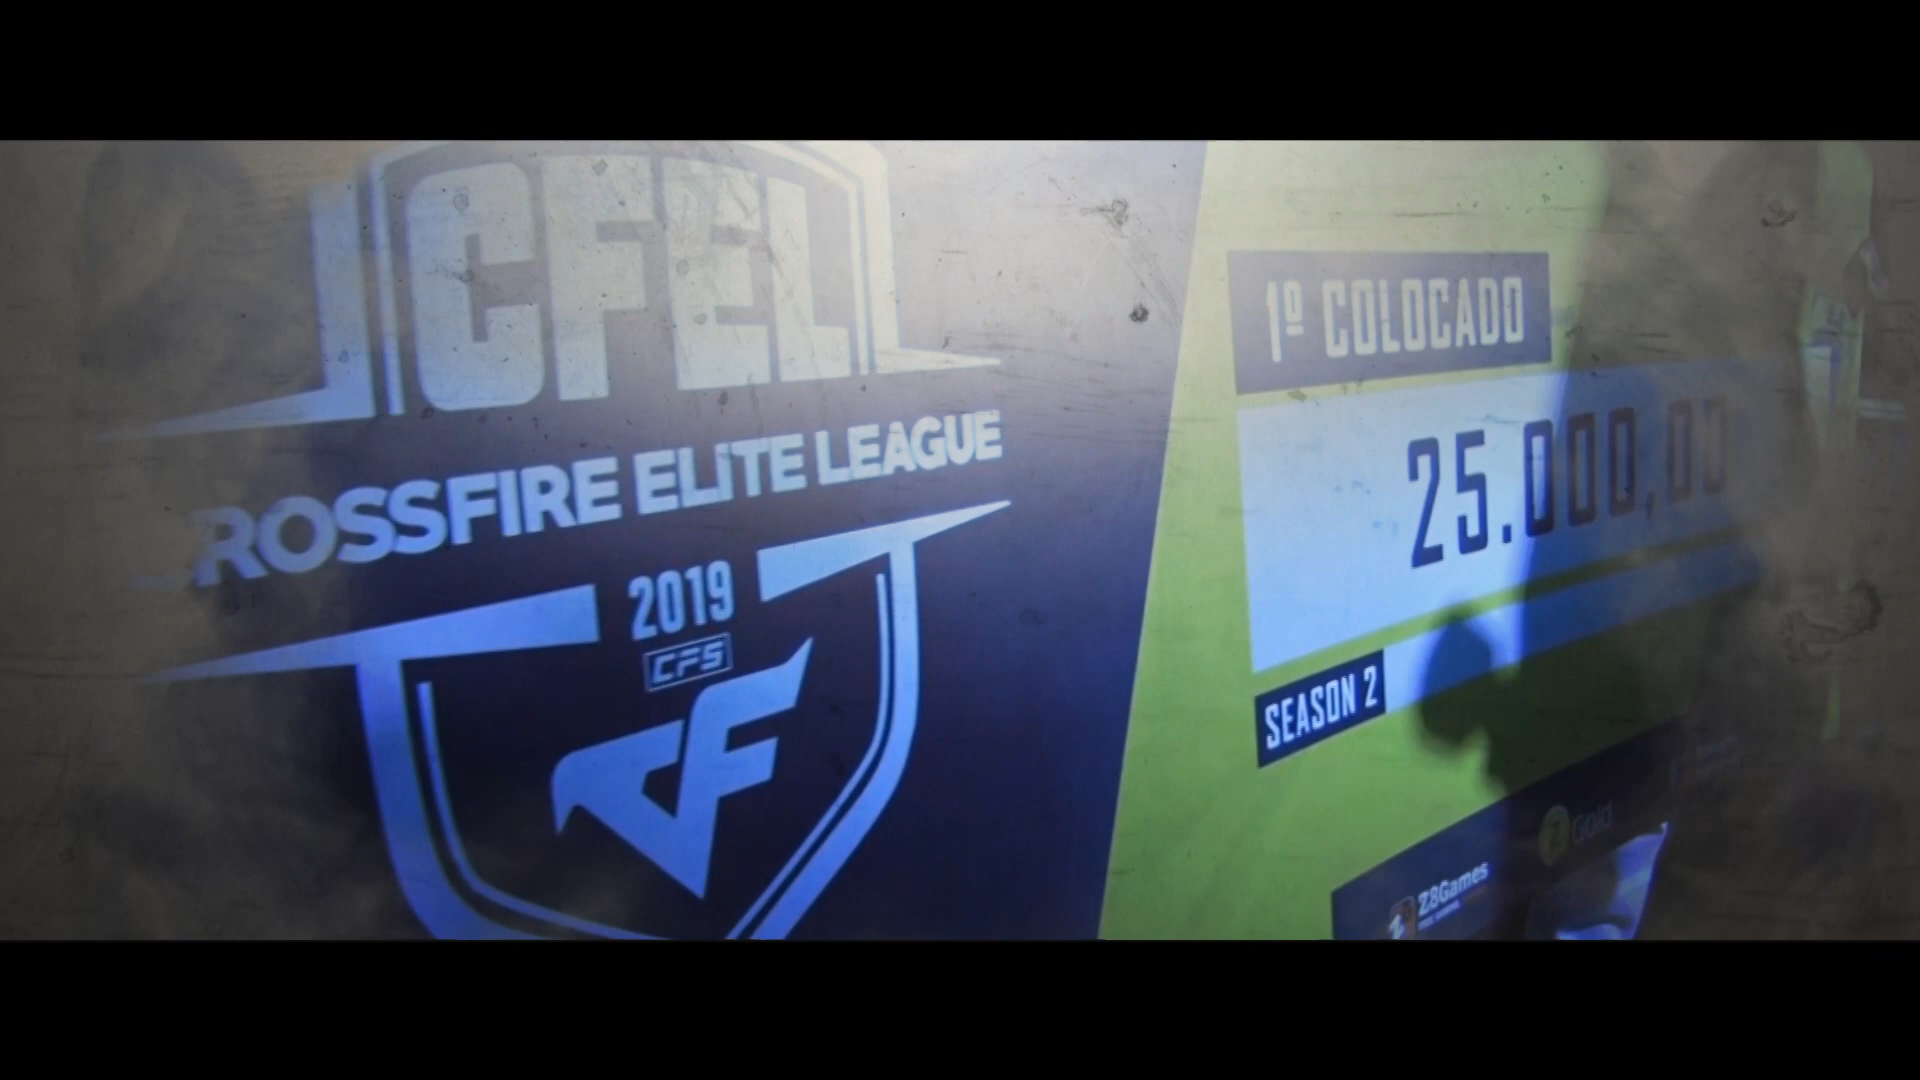 CFEL
ROSSFIRE ELITE LEAGUE
2019
CFS
CF
1º COLOCADO
25.000,00
SEASON 2
Z8Games
Z Gold